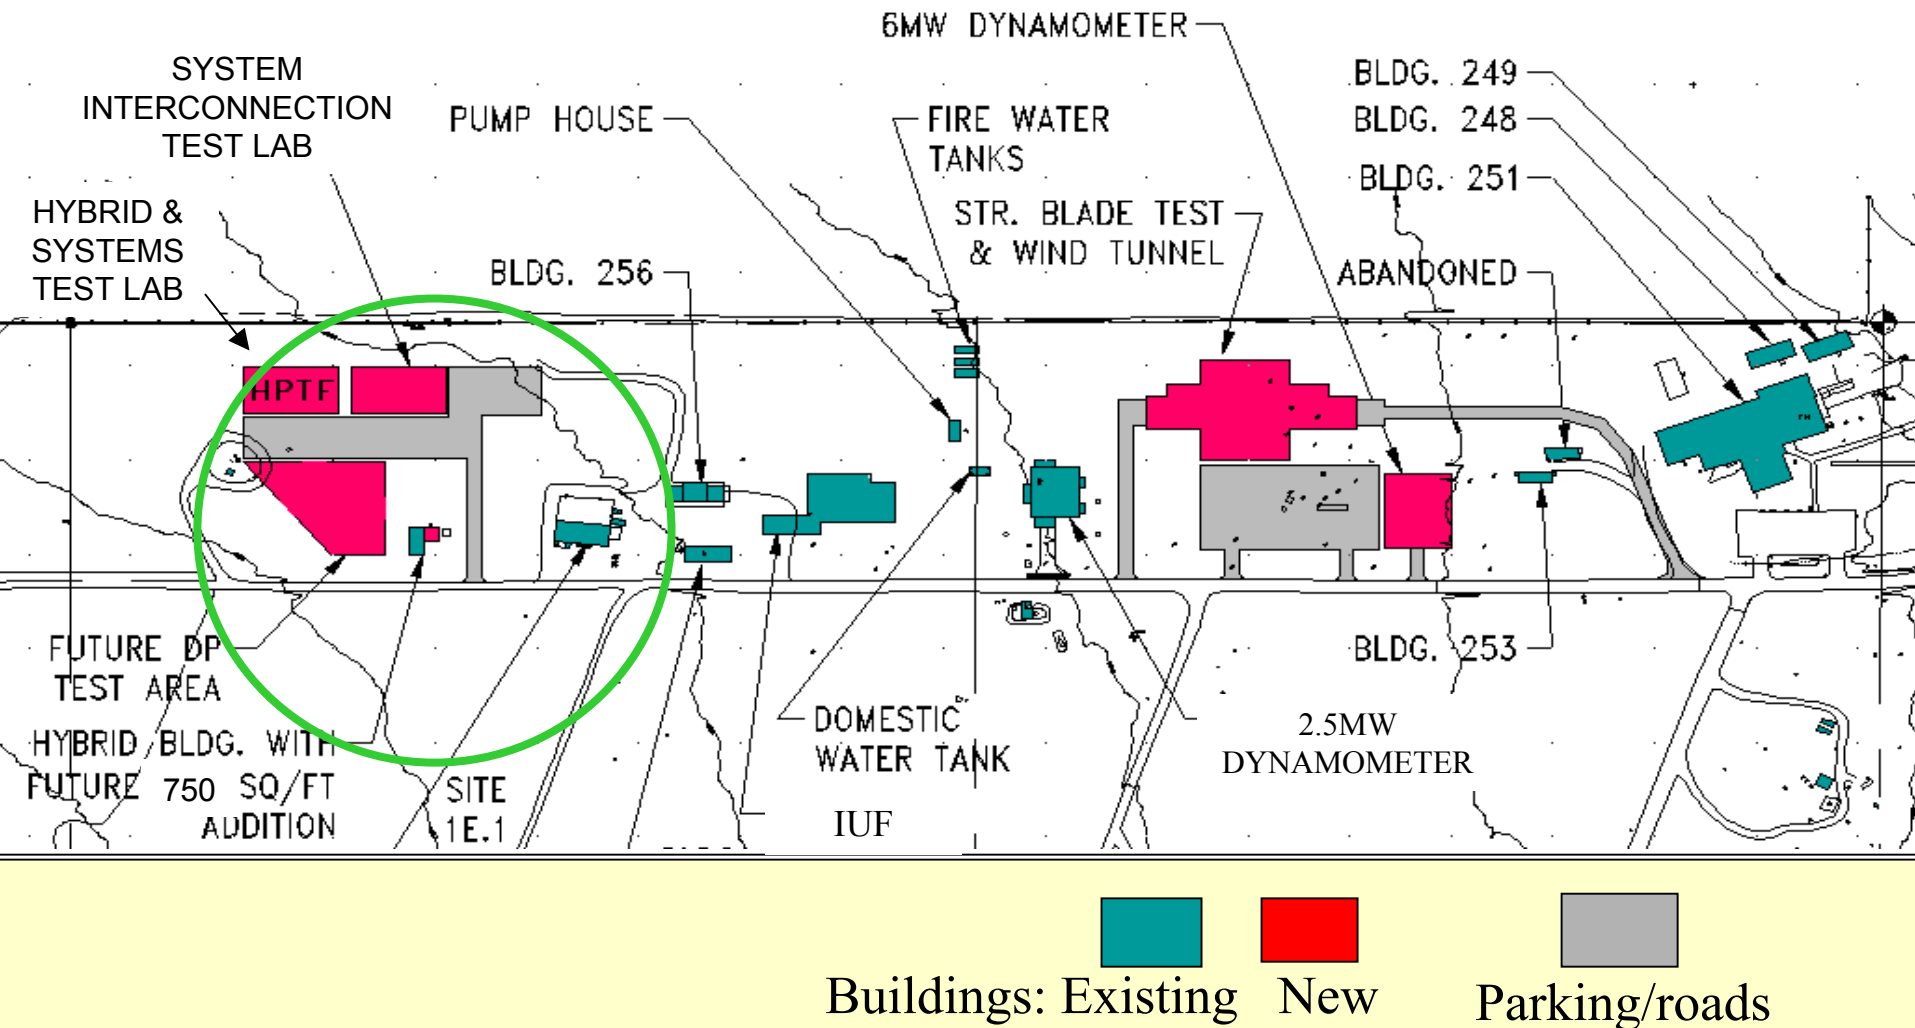 6MW DYNAMOMETER
SYSTEM
INTERCONNECTION
TEST LAB
PUMP HOUSE
FIRE WATER
TANKS
BLDG. 249
BLDG. 248
BLDG. 251
HYBRID &
SYSTEMS
TEST LAB
STR. BLADE TEST
& WIND TUNNEL
BLDG. 256
ABANDONED
HPTF
FUTURE DP
TEST AREA
HYBRID BLDG. WITH
FUTURE 750 SQ/FT
ADDITION
SITE
1E.1
DOMESTIC
WATER TANK
IUF
2.5MW
DYNAMOMETER
BLDG. 253
Buildings: Existing New Parking/roads